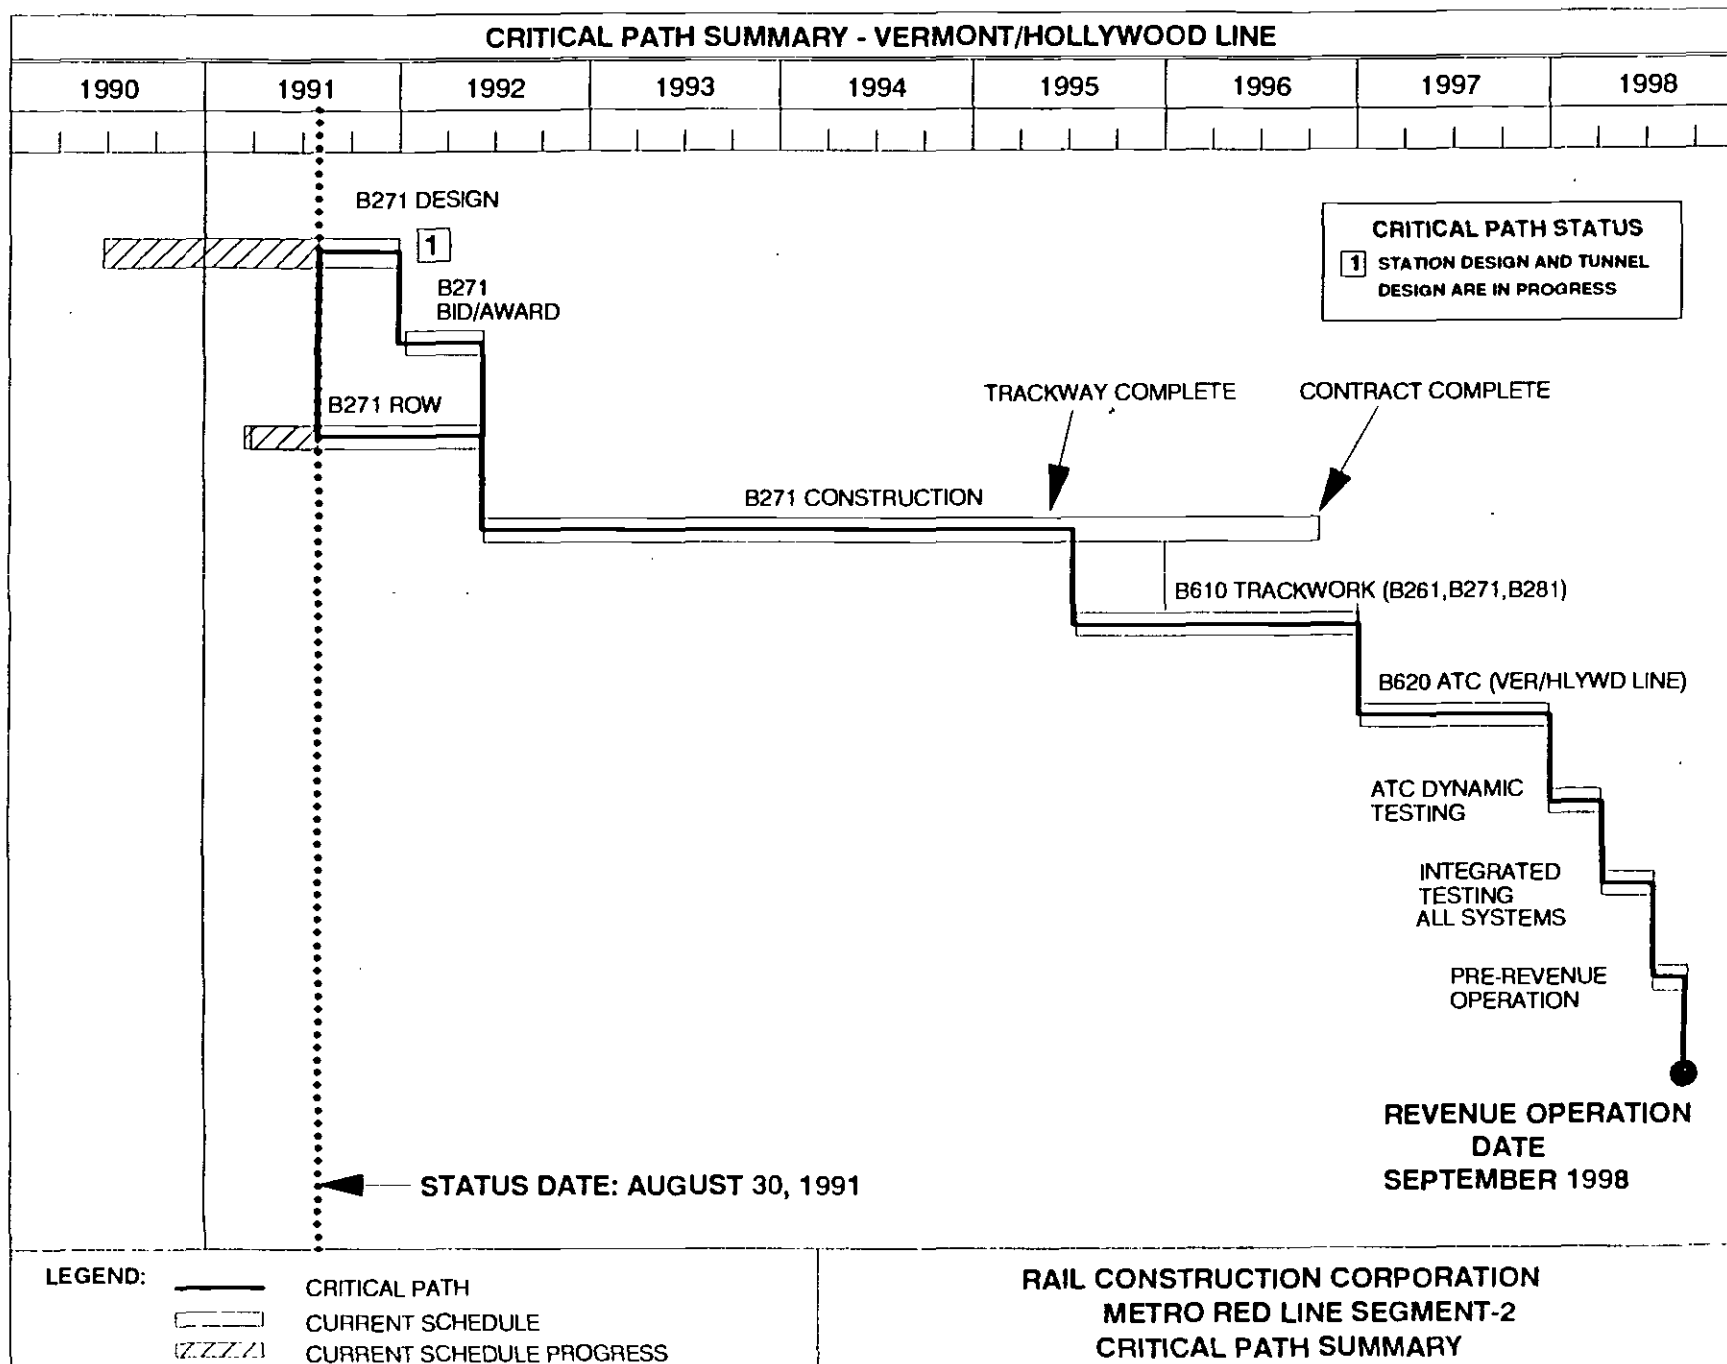 CRITICAL PATH SUMMARY - VERMONT/HOLLYWOOD LINE
1990 1991 1992 1993 1994 1995 1996 1997 1998
B271 DESIGN
1
CRITICAL PATH STATUS
1 STATION DESIGN AND TUNNEL
DESIGN ARE IN PROGRESS
B271
BID/AWARD
B271 ROW
TRACKWAY COMPLETE
CONTRACT COMPLETE
B271 CONSTRUCTION
B610 TRACKWORK (B261,B271,B281)
B620 ATC (VER/HLYWD LINE)
ATC DYNAMIC
TESTING
INTEGRATED
TESTING
ALL SYSTEMS
PRE-REVENUE
OPERATION
REVENUE OPERATION
DATE
SEPTEMBER 1998
STATUS DATE: AUGUST 30, 1991
LEGEND:
CRITICAL PATH
CURRENT SCHEDULE
CURRENT SCHEDULE PROGRESS
RAIL CONSTRUCTION CORPORATION
METRO RED LINE SEGMENT-2
CRITICAL PATH SUMMARY